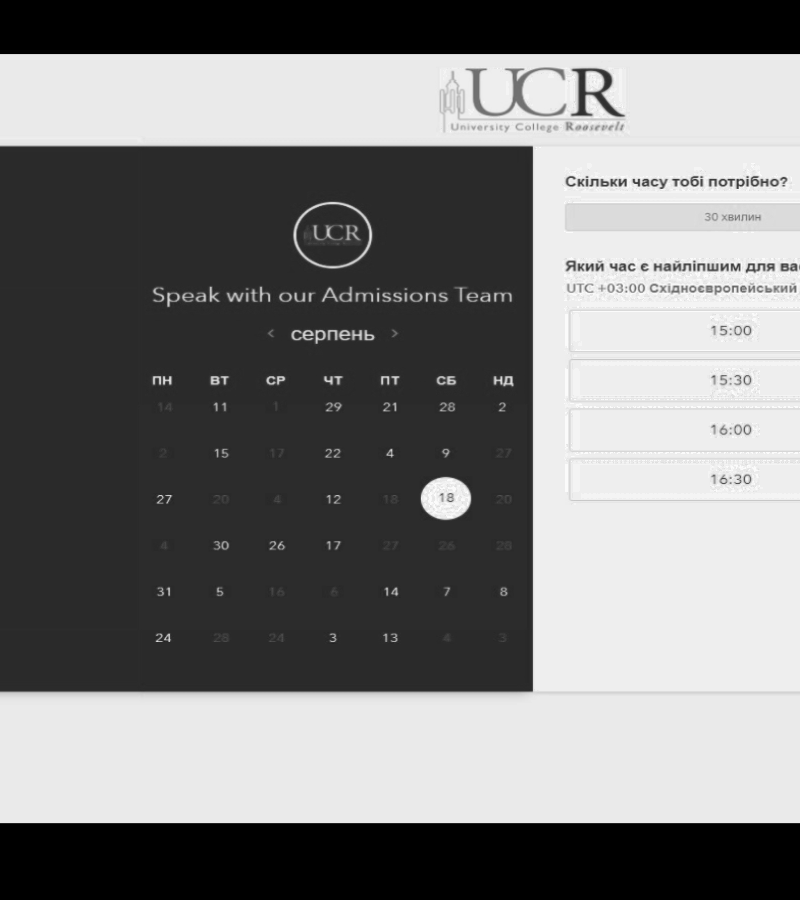 UCR
University College Roosevelt
UCR
Speak with our Admissions Team
< серпень >
ПН ВТ СР ЧТ ПТ СБ НД
14 11 1 29 21 28 2
2 15 17 22 4 9 27
27 20 4 12 18 18 20
4 30 26 17 27 26 28
31 5 16 6 14 7 8
24 28 24 3 13 4 3
Скільки часу тобі потрібно?
30 хвилин
Який час є найліпшим для вас
UTC +03:00 Східноєвропейський
15:00
15:30
16:00
16:30